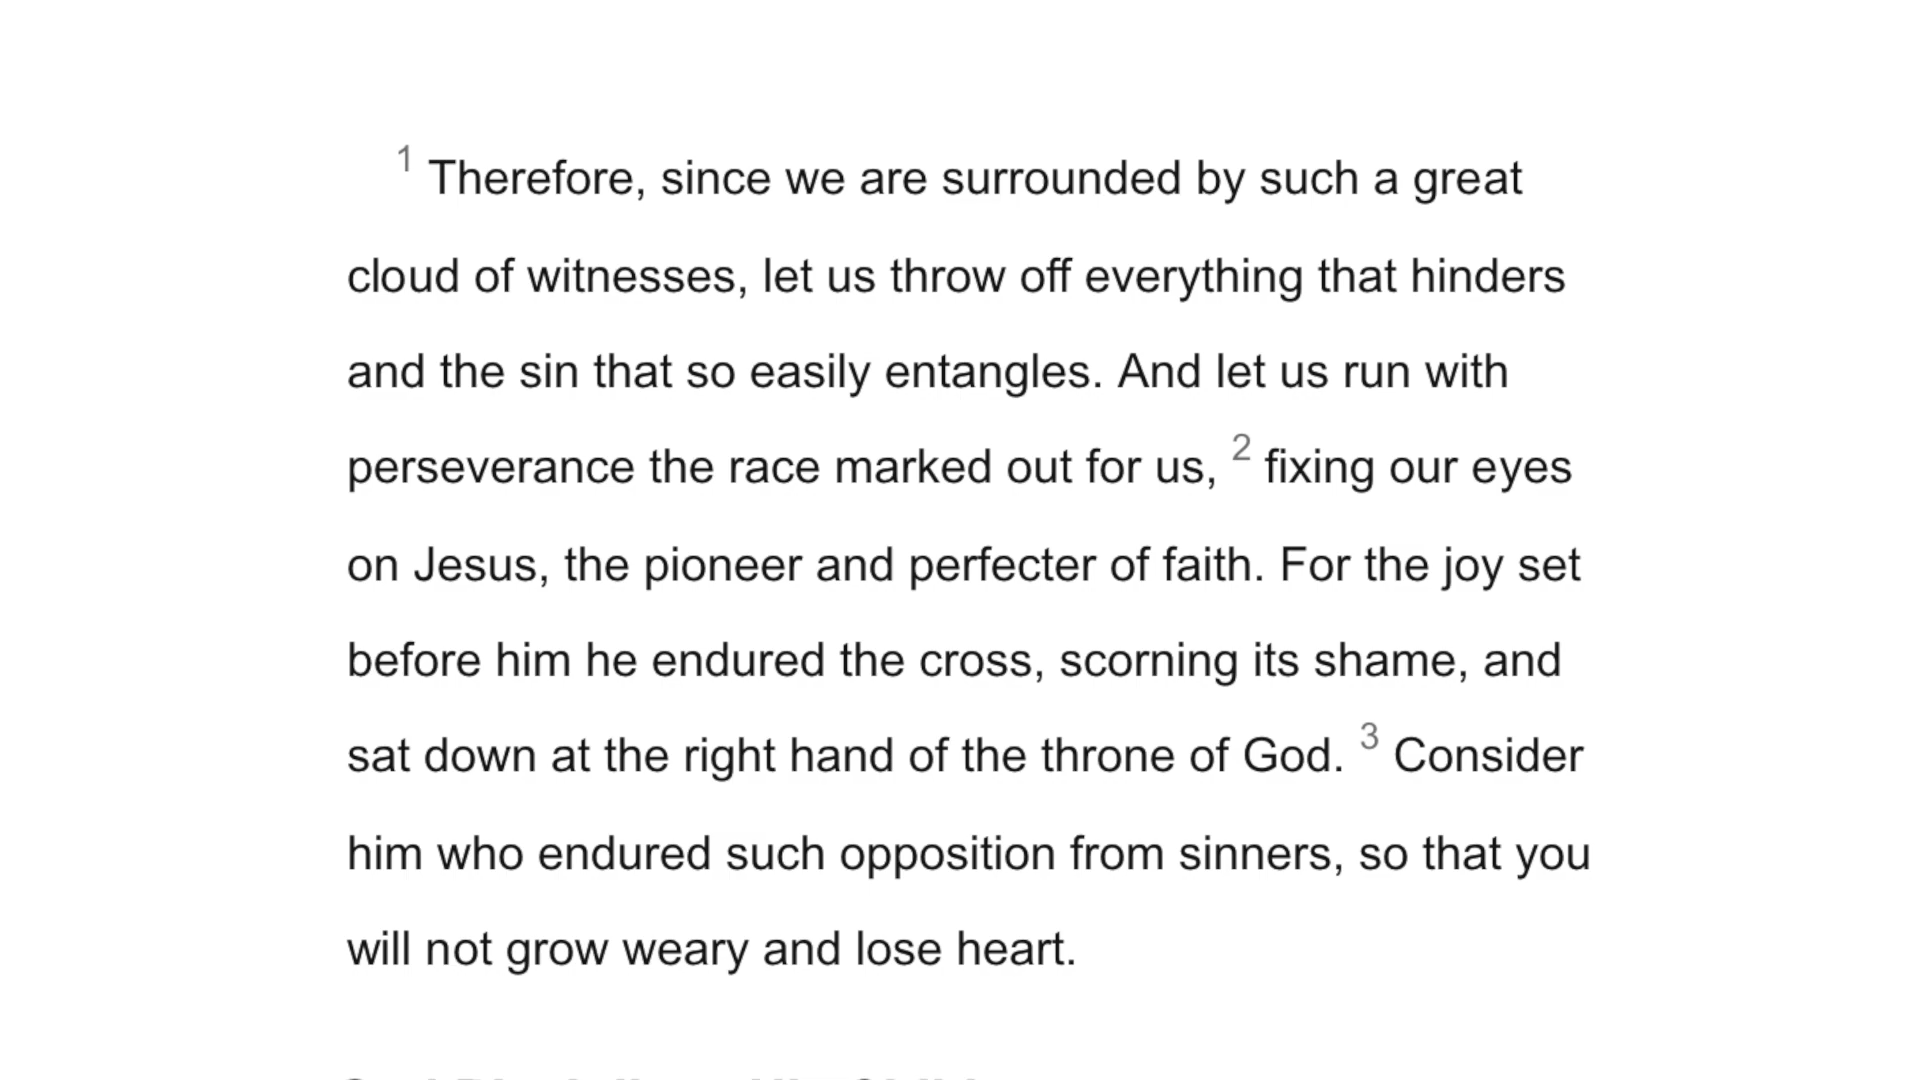 1 Therefore, since we are surrounded by such a great
cloud of witnesses, let us throw off everything that hinders
and the sin that so easily entangles. And let us run with
perseverance the race marked out for us, 2 fixing our eyes
on Jesus, the pioneer and perfecter of faith. For the joy set
before him he endured the cross, scorning its shame, and
sat down at the right hand of the throne of God. 3 Consider
him who endured such opposition from sinners, so that you
will not grow weary and lose heart.